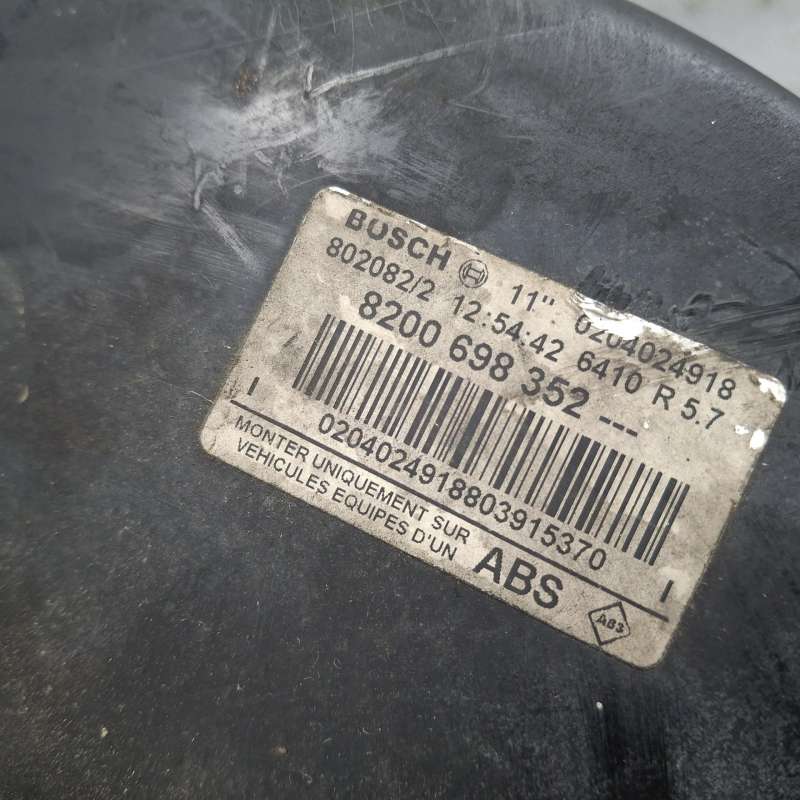 BOSCH 11" 0204024918
802082/2 12:54:42 6410 R 5.7
8200 698 352 ---
0204024918803915370
MONTER UNIQUEMENT SUR
VEHICULES EQUIPES D'UN ABS
ABS